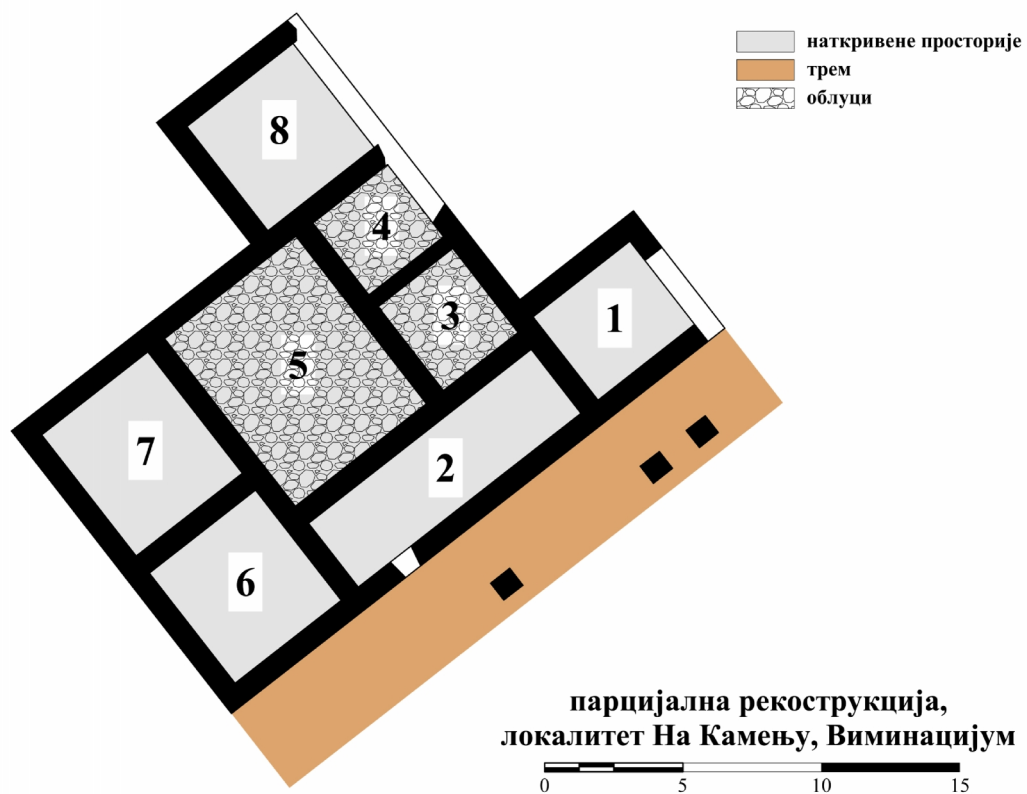 наткривене просторије
трем
облуци
8
4
3
1
5
7
2
6
парцијална рекострукција,
локалитет На Камењу, Виминацијум
0 5 10 15